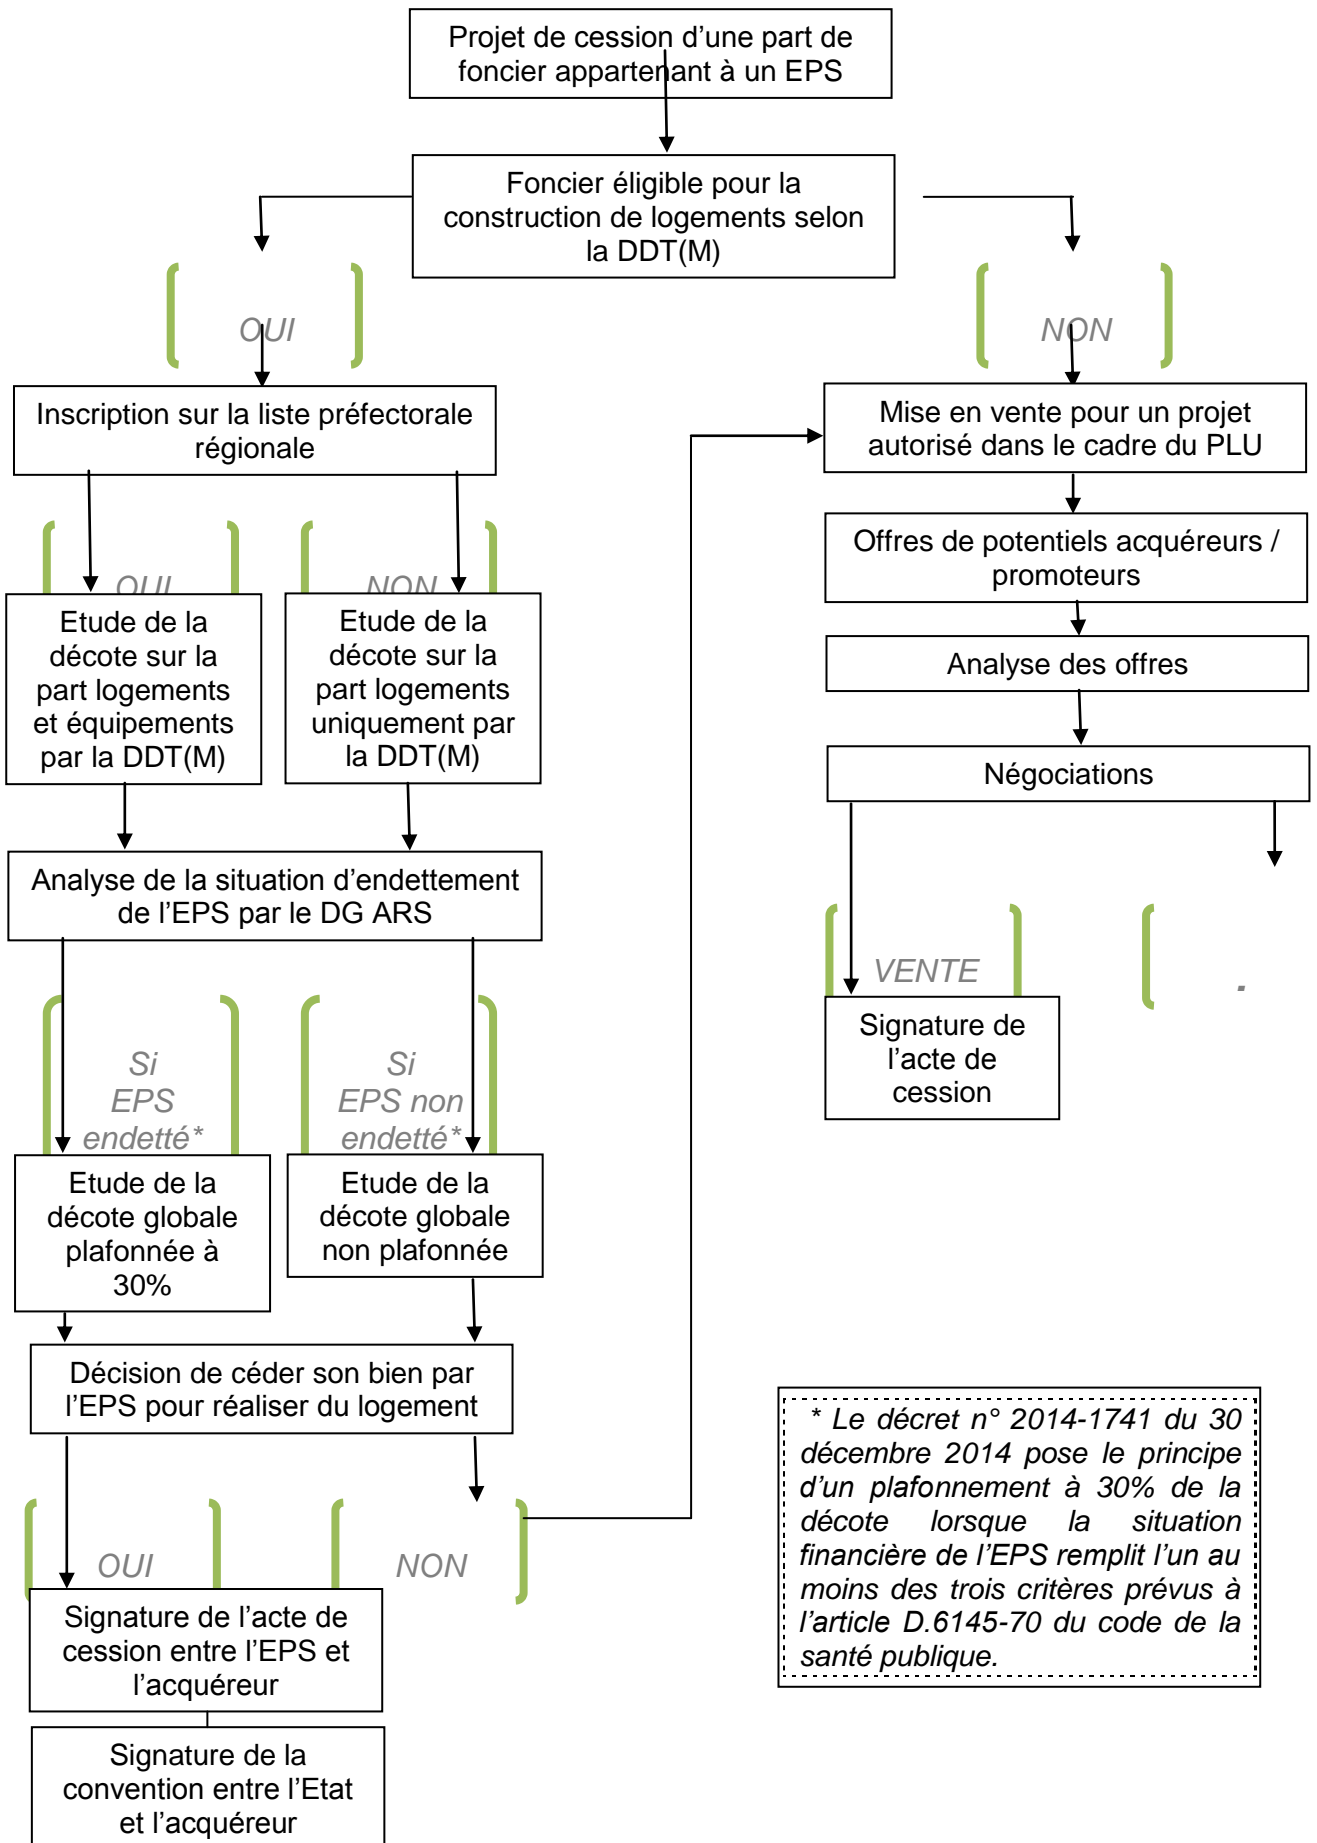 Projet de cession d’une part de
foncier appartenant à un EPS
Foncier éligible pour la
construction de logements selon
la DDT(M)
OUI
NON
Inscription sur la liste préfectorale
régionale
OUI
NON
Etude de la
décote sur la
part logements
et équipements
par la DDT(M)
Etude de la
décote sur la
part logements
uniquement par
la DDT(M)
Analyse de la situation d’endettement
de l’EPS par le DG ARS
Si
EPS
endetté*
Si
EPS non
endetté*
Etude de la
décote globale
plafonnée à
30%
Etude de la
décote globale
non plafonnée
Décision de céder son bien par
l’EPS pour réaliser du logement
OUI
NON
Signature de l’acte de
cession entre l’EPS et
l’acquéreur
Signature de la
convention entre l’Etat
et l’acquéreur
Mise en vente pour un projet
autorisé dans le cadre du PLU
Offres de potentiels acquéreurs /
promoteurs
Analyse des offres
Négociations
VENTE
.
Signature de
l’acte de
cession
* Le décret n° 2014-1741 du 30
décembre 2014 pose le principe
d’un plafonnement à 30% de la
décote lorsque la situation
financière de l’EPS remplit l’un au
moins des trois critères prévus à
l’article D.6145-70 du code de la
santé publique.